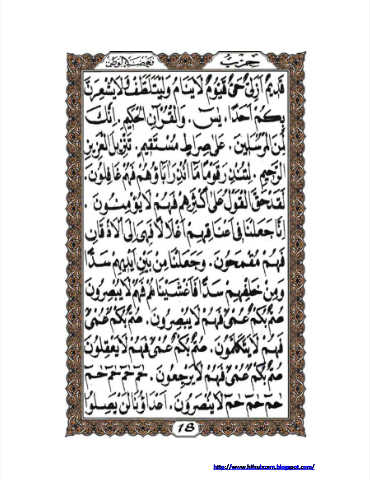 حزب
قديم ازلي حي قيوم لا ينام وليتلطف ولا يشعرن
بكم احدا . يس . والقرآن الحكيم . انك
لمن المرسلين . على صراط مستقيم . تنزيل العزيز
الرحيم . لتنذر قوما ما انذر اباؤهم فهم غافلون .
لقد حق القول على اكثرهم فهم لا يؤمنون .
انا جعلنا في اعناقهم اغلالا فهي الى الاذقان
فهم مقمحون . وجعلنا من بين ايديهم سدا
ومن خلفهم سدا فاغشيناهم فهم لا يبصرون
صم بكم عمي فهم لا يبصرون . صم بكم عمي
فهم لا يتكلمون . صم بكم عمي فهم لا يعقلون
صم بكم عمي فهم لا يرجعون . حم حم حم حم
حم حم حم لا ينصرون . اعداؤنا لن يصلوا
18
http://www.hithulxom.blogspot.com/